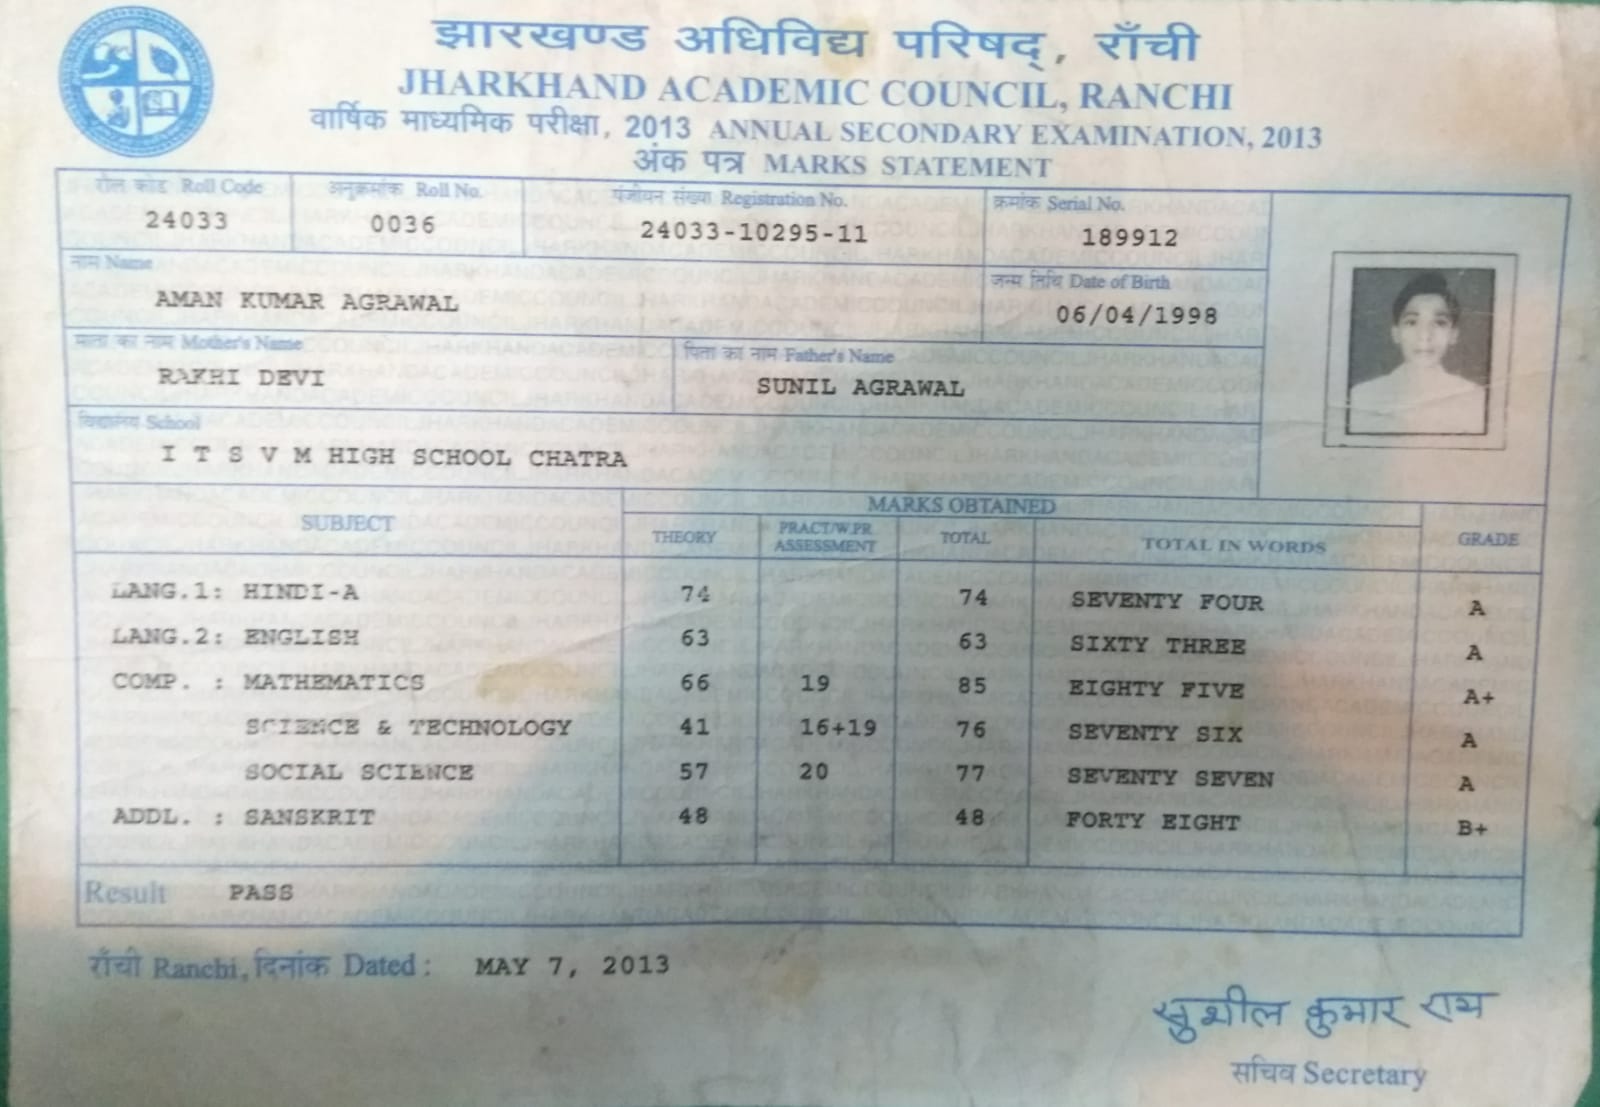 झारखण्ड अधिविद्य परिषद्, राँची
JHARKHAND ACADEMIC COUNCIL, RANCHI
वार्षिक माध्यमिक परीक्षा, 2013 ANNUAL SECONDARY EXAMINATION, 2013
अंक पत्र MARKS STATEMENT
रोल कोड Roll Code अनुक्रमांक Roll No. पंजीयन संख्या Registration No. क्रमांक Serial No.
24033 0036 24033-10295-11 189912
नाम Name जन्म तिथि Date of Birth
AMAN KUMAR AGRAWAL 06/04/1998
माता का नाम Mother's Name पिता का नाम Father's Name
RAKHI DEVI SUNIL AGRAWAL
विद्यालय School
I T S V M HIGH SCHOOL CHATRA
MARKS OBTAINED
SUBJECT THEORY PRACT/W.PR ASSESSMENT TOTAL TOTAL IN WORDS GRADE
LANG.1: HINDI-A 74 74 SEVENTY FOUR A
LANG.2: ENGLISH 63 63 SIXTY THREE A
COMP. : MATHEMATICS 66 19 85 EIGHTY FIVE A+
SCIENCE & TECHNOLOGY 41 16+19 76 SEVENTY SIX A
SOCIAL SCIENCE 57 20 77 SEVENTY SEVEN A
ADDL. : SANSKRIT 48 48 FORTY EIGHT B+
Result PASS
राँची Ranchi, दिनांक Dated : MAY 7, 2013
सुशील कुमार राय
सचिव Secretary